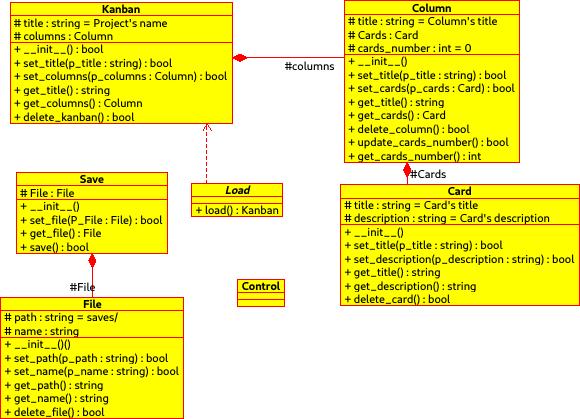 Kanban
# title : string = Project's name
# columns : Column
+ __init__() : bool
+ set_title(p_title : string) : bool
+ set_columns(p_columns : Column) : bool
+ get_title() : string
+ get_columns() : Column
+ delete_kanban() : bool
#columns
Column
# title : string = Column's title
# Cards : Card
# cards_number : int = 0
+ __init__()
+ set_title(p_title : string) : bool
+ set_cards(p_cards : Card) : bool
+ get_title() : string
+ get_cards() : Card
+ delete_column() : bool
+ update_cards_number() : bool
+ get_cards_number() : int
#Cards
Save
# File : File
+ __init__()
+ set_file(P_File : File) : bool
+ get_file() : File
+ save() : bool
#File
Load
+ load() : Kanban
Card
# title : string = Card's title
# description : string = Card's description
+ __init__()
+ set_title(p_title : string) : bool
+ set_description(p_description : string) : bool
+ get_title() : string
+ get_description() : string
+ delete_card() : bool
Control
File
# path : string = saves/
# name : string
+ __init__()()
+ set_path(p_path : string) : bool
+ set_name(p_name : string) : bool
+ get_path() : string
+ get_name() : string
+ delete_file() : bool